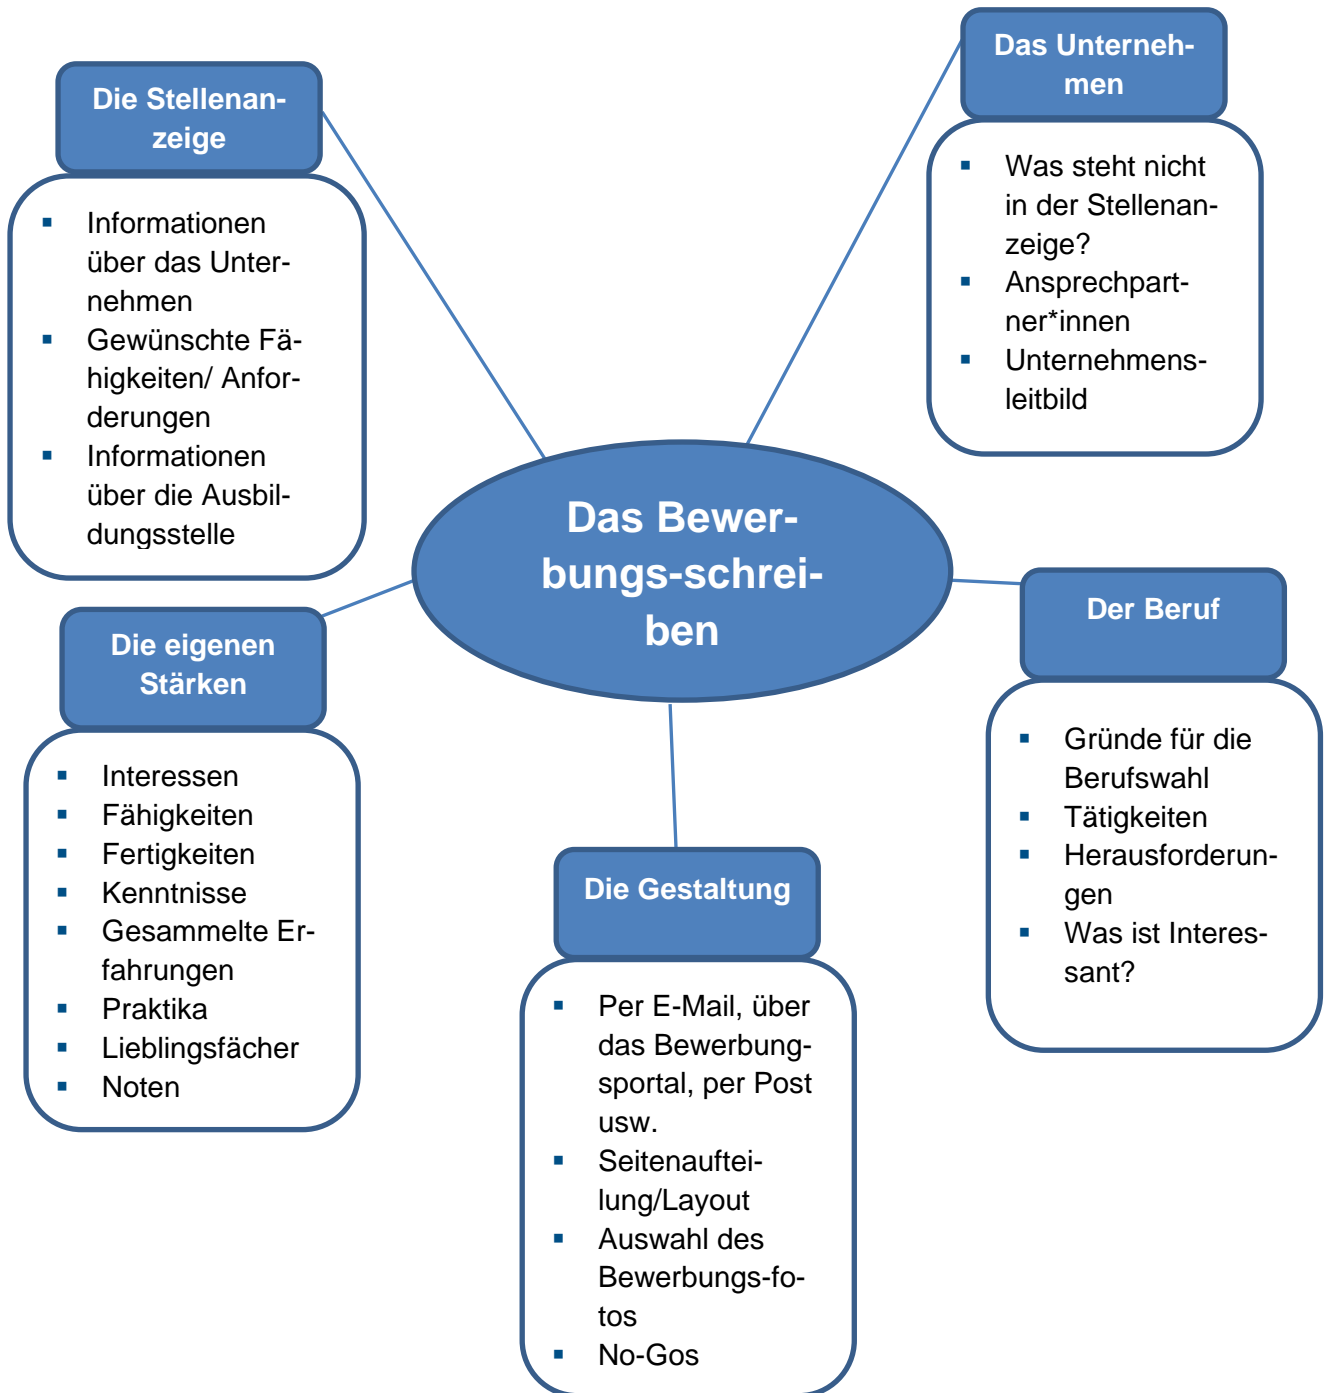 Die Stellenan-
zeige
Informationen
über das Unter-
nehmen
Gewünschte Fä-
higkeiten/ Anfor-
derungen
Informationen
über die Ausbil-
dungsstelle
Das Unterneh-
men
Was steht nicht
in der Stellenan-
zeige?
Ansprechpart-
ner*innen
Unternehmens-
leitbild
Das Bewer-
bungs-schrei-
ben
Die eigenen
Stärken
Interessen
Fähigkeiten
Fertigkeiten
Kenntnisse
Gesammelte Er-
fahrungen
Praktika
Lieblingsfächer
Noten
Der Beruf
Gründe für die
Berufswahl
Tätigkeiten
Herausforderun-
gen
Was ist Interes-
sant?
Die Gestaltung
Per E-Mail, über
das Bewerbung-
sportal, per Post
usw.
Seitenauftei-
lung/Layout
Auswahl des
Bewerbungs-fo-
tos
No-Gos